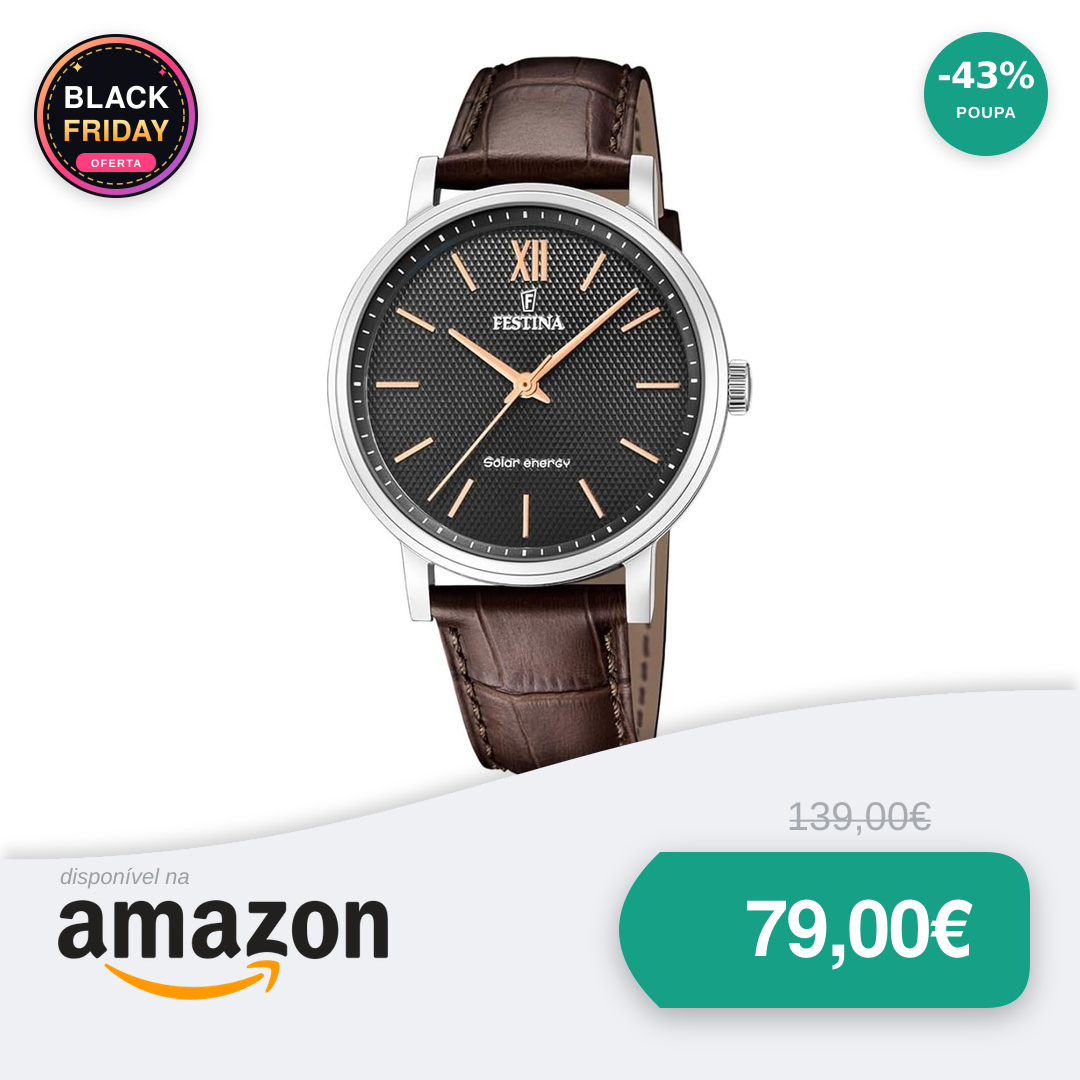 BLACK
FRIDAY
OFERTA
-43%
POUPA
XII
F
FESTINA
Solar energy
139,00€
disponível na
amazon
79,00€